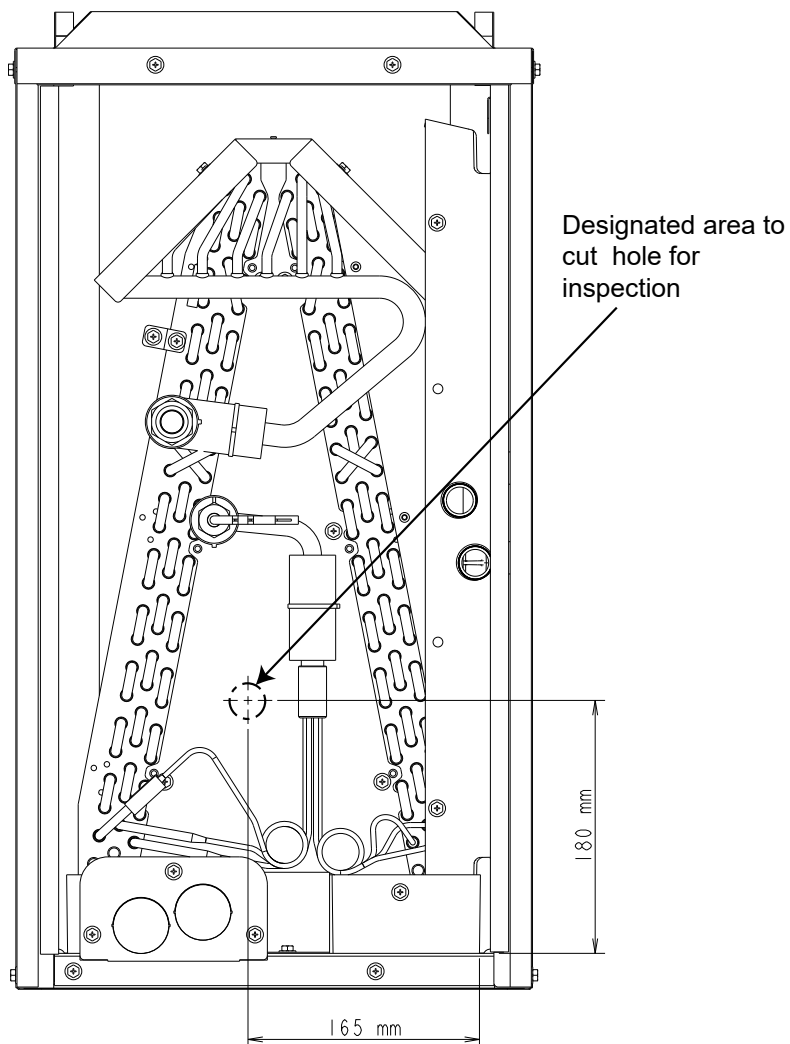 Designated area to
cut hole for
inspection
180 mm
165 mm